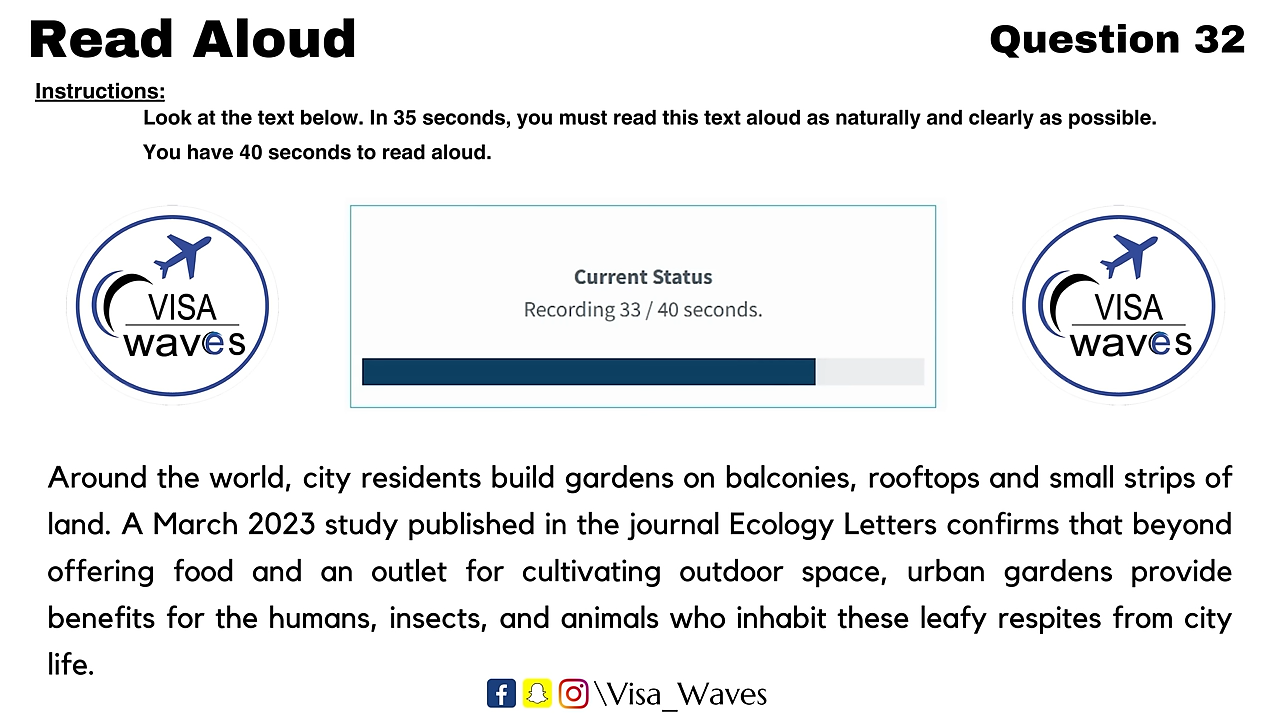 Read Aloud
Question 32
Instructions:
Look at the text below. In 35 seconds, you must read this text aloud as naturally and clearly as possible.
You have 40 seconds to read aloud.
VISA
waves
Current Status
Recording 33 / 40 seconds.
VISA
waves
Around the world, city residents build gardens on balconies, rooftops and small strips of
land. A March 2023 study published in the journal Ecology Letters confirms that beyond
offering food and an outlet for cultivating outdoor space, urban gardens provide
benefits for the humans, insects, and animals who inhabit these leafy respites from city
life.
\Visa_Waves